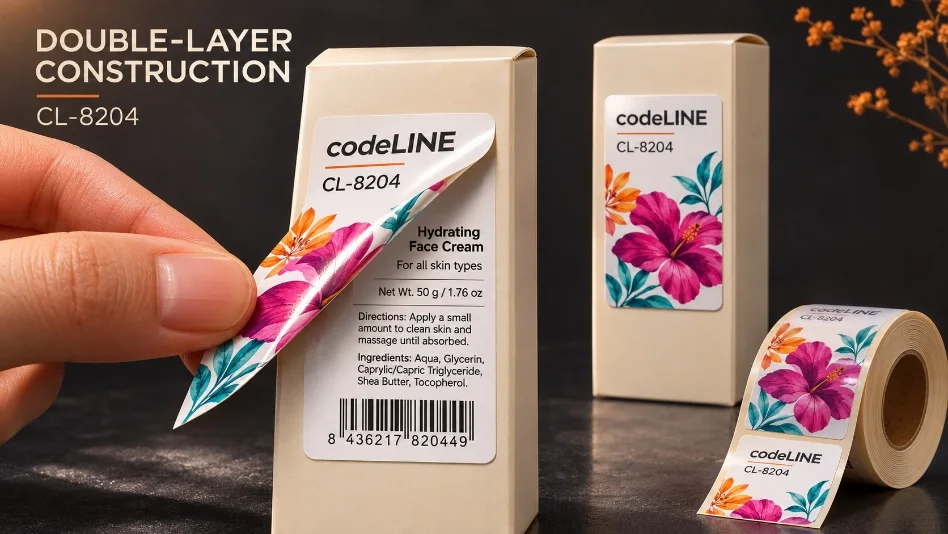 DOUBLE-LAYER
CONSTRUCTION
CL-8204
codeLINE
CL-8204
Hydrating
Face Cream
For all skin types
Net Wt. 50 g / 1.76 oz
Directions: Apply a small
amount to clean skin and
massage until absorbed.
Ingredients: Aqua, Glycerin,
Caprylic/Capric Triglyceride,
Shea Butter, Tocopherol.
8 436217 820449
codeLINE
CL-8204
codeLINE
CL-8204
codeLINE
CL-8204